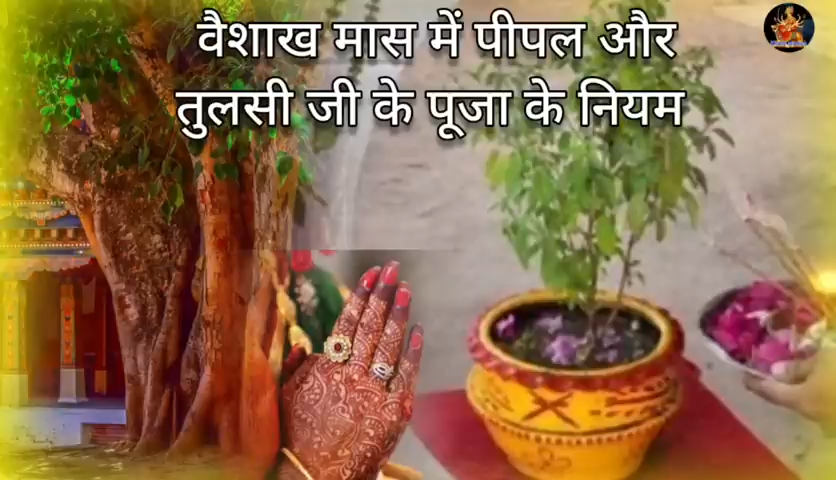 वैशाख मास में पीपल और
तुलसी जी के पूजा के नियम